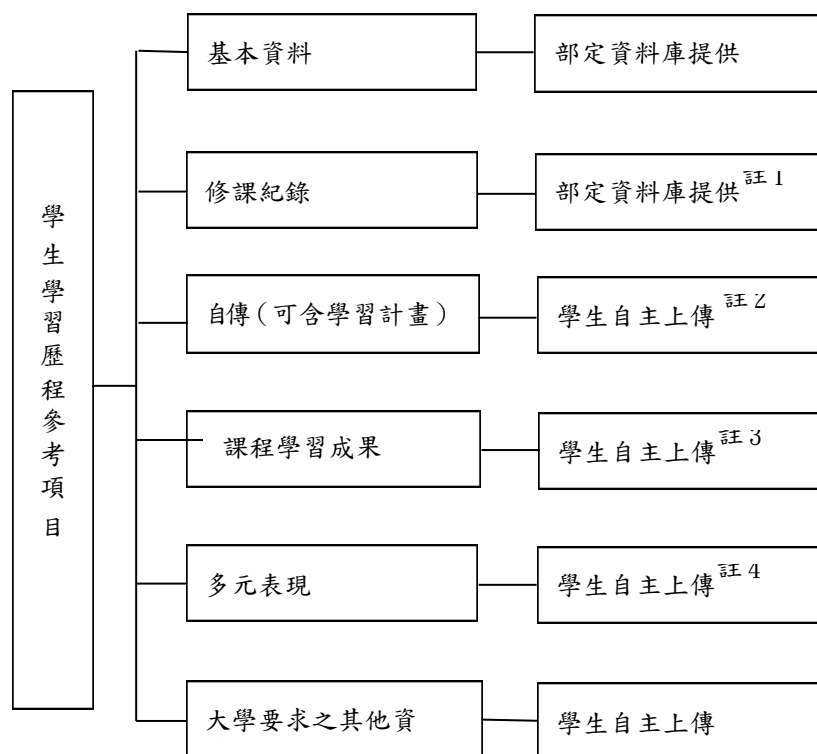 學生學習歷程參考項目
基本資料
部定資料庫提供
修課紀錄
部定資料庫提供註1
自傳(可含學習計畫)
學生自主上傳註2
課程學習成果
學生自主上傳註3
多元表現
學生自主上傳註4
大學要求之其他資
學生自主上傳